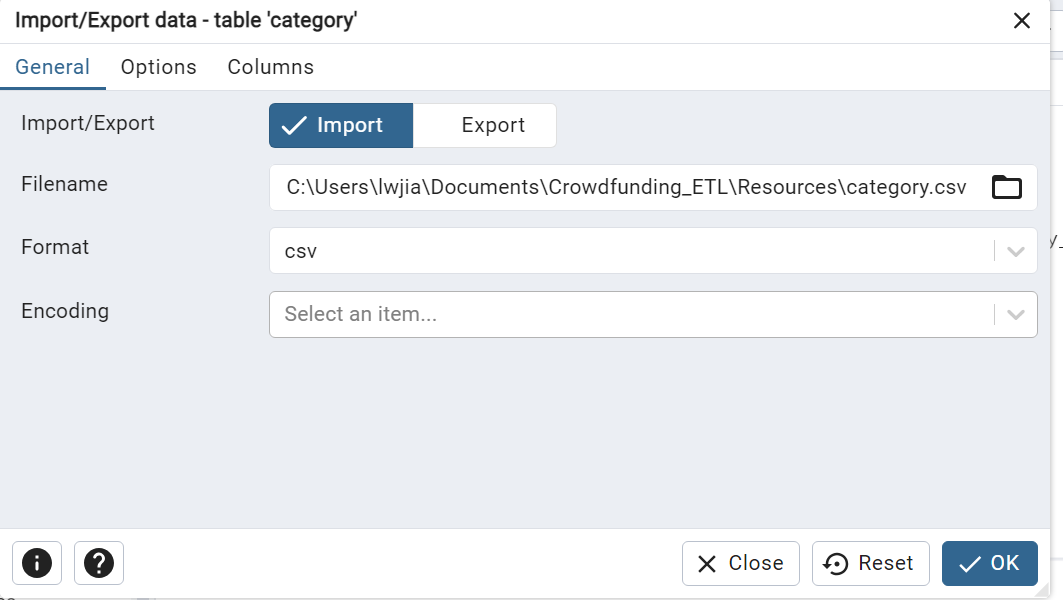 Import/Export data - table 'category'
General Options Columns
Import/Export Import Export
Filename C:\Users\lwjia\Documents\Crowdfunding_ETL\Resources\category.csv
Format csv
Encoding Select an item...
Close Reset OK